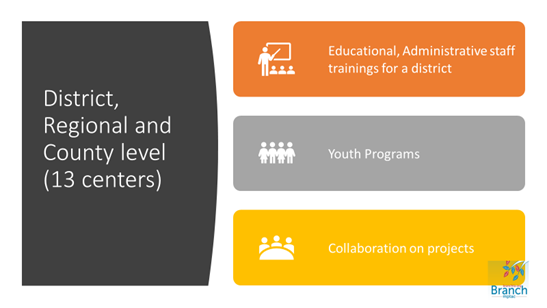 District,
Regional and
County level
(13 centers)
Educational, Administrative staff
trainings for a district
Youth Programs
Collaboration on projects
Branch